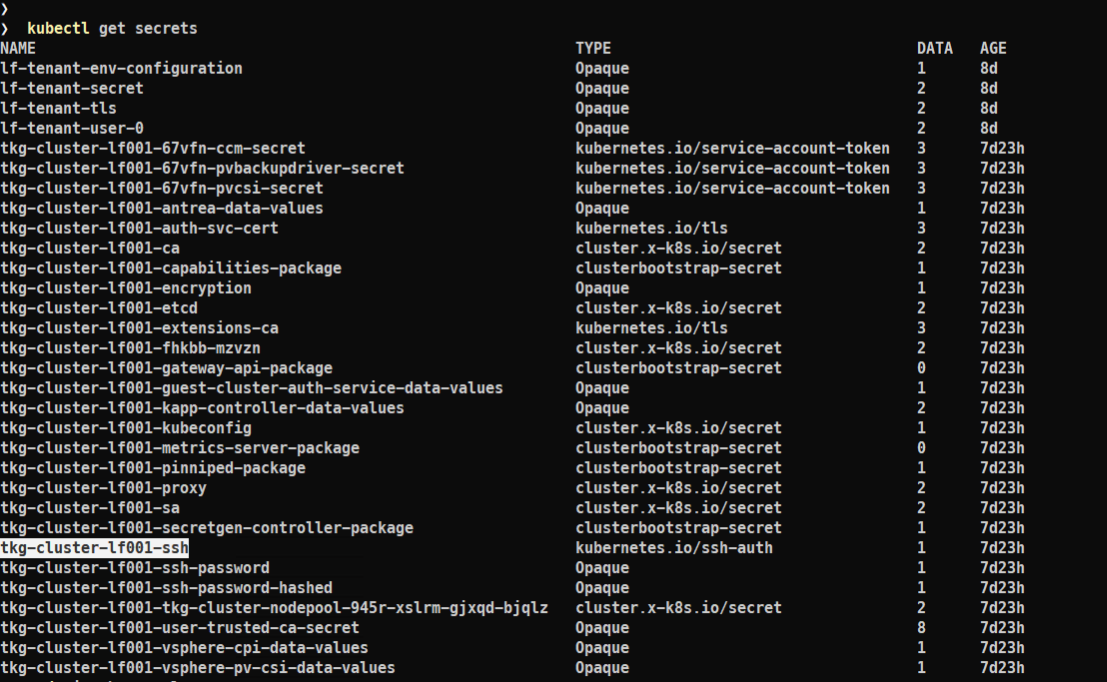 ❯
❯ kubectl get secrets
NAME TYPE DATA AGE
lf-tenant-env-configuration Opaque 1 8d
lf-tenant-secret Opaque 2 8d
lf-tenant-tls Opaque 2 8d
lf-tenant-user-0 Opaque 2 8d
tkg-cluster-lf001-67vfn-ccm-secret kubernetes.io/service-account-token 3 7d23h
tkg-cluster-lf001-67vfn-pvbackupdriver-secret kubernetes.io/service-account-token 3 7d23h
tkg-cluster-lf001-67vfn-pvcsi-secret kubernetes.io/service-account-token 3 7d23h
tkg-cluster-lf001-antrea-data-values Opaque 1 7d23h
tkg-cluster-lf001-auth-svc-cert kubernetes.io/tls 3 7d23h
tkg-cluster-lf001-ca cluster.x-k8s.io/secret 2 7d23h
tkg-cluster-lf001-capabilities-package clusterbootstrap-secret 1 7d23h
tkg-cluster-lf001-encryption Opaque 1 7d23h
tkg-cluster-lf001-etcd cluster.x-k8s.io/secret 2 7d23h
tkg-cluster-lf001-extensions-ca kubernetes.io/tls 3 7d23h
tkg-cluster-lf001-fhkbb-mzvzn cluster.x-k8s.io/secret 2 7d23h
tkg-cluster-lf001-gateway-api-package clusterbootstrap-secret 0 7d23h
tkg-cluster-lf001-guest-cluster-auth-service-data-values Opaque 1 7d23h
tkg-cluster-lf001-kapp-controller-data-values Opaque 2 7d23h
tkg-cluster-lf001-kubeconfig cluster.x-k8s.io/secret 1 7d23h
tkg-cluster-lf001-metrics-server-package clusterbootstrap-secret 0 7d23h
tkg-cluster-lf001-pinniped-package clusterbootstrap-secret 1 7d23h
tkg-cluster-lf001-proxy cluster.x-k8s.io/secret 2 7d23h
tkg-cluster-lf001-sa cluster.x-k8s.io/secret 2 7d23h
tkg-cluster-lf001-secretgen-controller-package clusterbootstrap-secret 1 7d23h
tkg-cluster-lf001-ssh kubernetes.io/ssh-auth 1 7d23h
tkg-cluster-lf001-ssh-password Opaque 1 7d23h
tkg-cluster-lf001-ssh-password-hashed Opaque 1 7d23h
tkg-cluster-lf001-tkg-cluster-nodepool-945r-xslrm-gjxqd-bjqlz cluster.x-k8s.io/secret 2 7d23h
tkg-cluster-lf001-user-trusted-ca-secret Opaque 8 7d23h
tkg-cluster-lf001-vsphere-cpi-data-values Opaque 1 7d23h
tkg-cluster-lf001-vsphere-pv-csi-data-values Opaque 1 7d23h